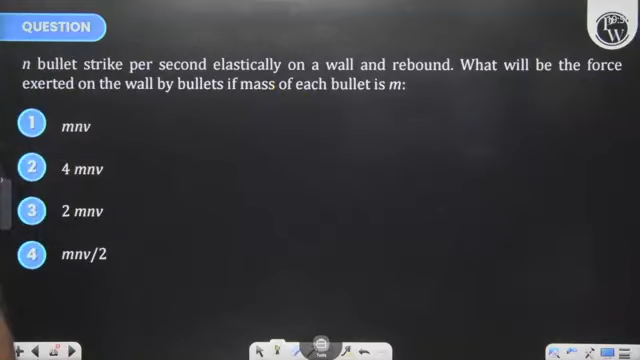 QUESTION
n bullet strike per second elastically on a wall and rebound. What will be the force
exerted on the wall by bullets if mass of each bullet is m:
1 mnv
2 4 mnv
3 2 mnv
4 mnv/2